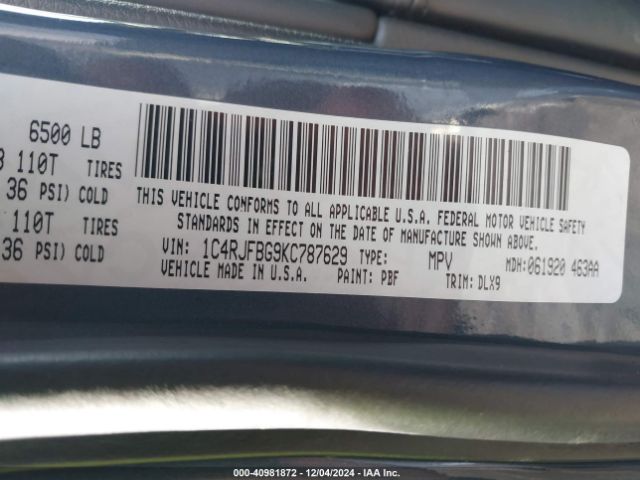 6500 LB
110T TIRES
36 PSI) COLD
110T TIRES
36 PSI) COLD
THIS VEHICLE CONFORMS TO ALL APPLICABLE U.S.A. FEDERAL MOTOR VEHICLE SAFETY
STANDARDS IN EFFECT ON THE DATE OF MANUFACTURE SHOWN ABOVE.
VIN: 1C4RJFBG9KC787629 TYPE: MPV MDH:061920 463AA
VEHICLE MADE IN U.S.A. PAINT: PBF TRIM: DLX9
000-40981872 - 12/04/2024 - IAA Inc.